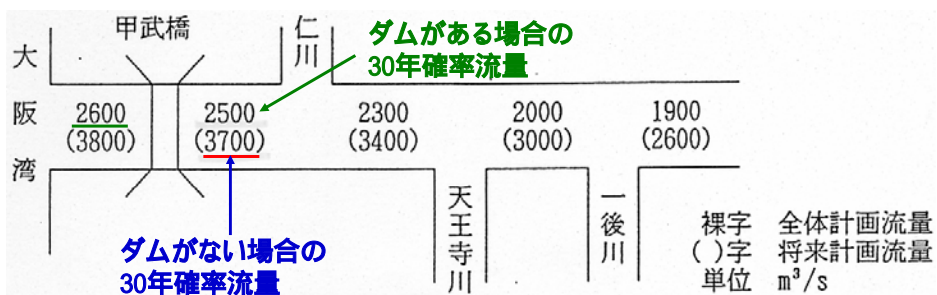 甲武橋
仁川
ダムがある場合の
30年確率流量
大阪湾
2600
(3800)
2500
(3700)
2300
(3400)
2000
(3000)
1900
(2600)
天王寺川
一後川
ダムがない場合の
30年確率流量
裸字 全体計画流量
( )字 将来計画流量
単位 m³/s